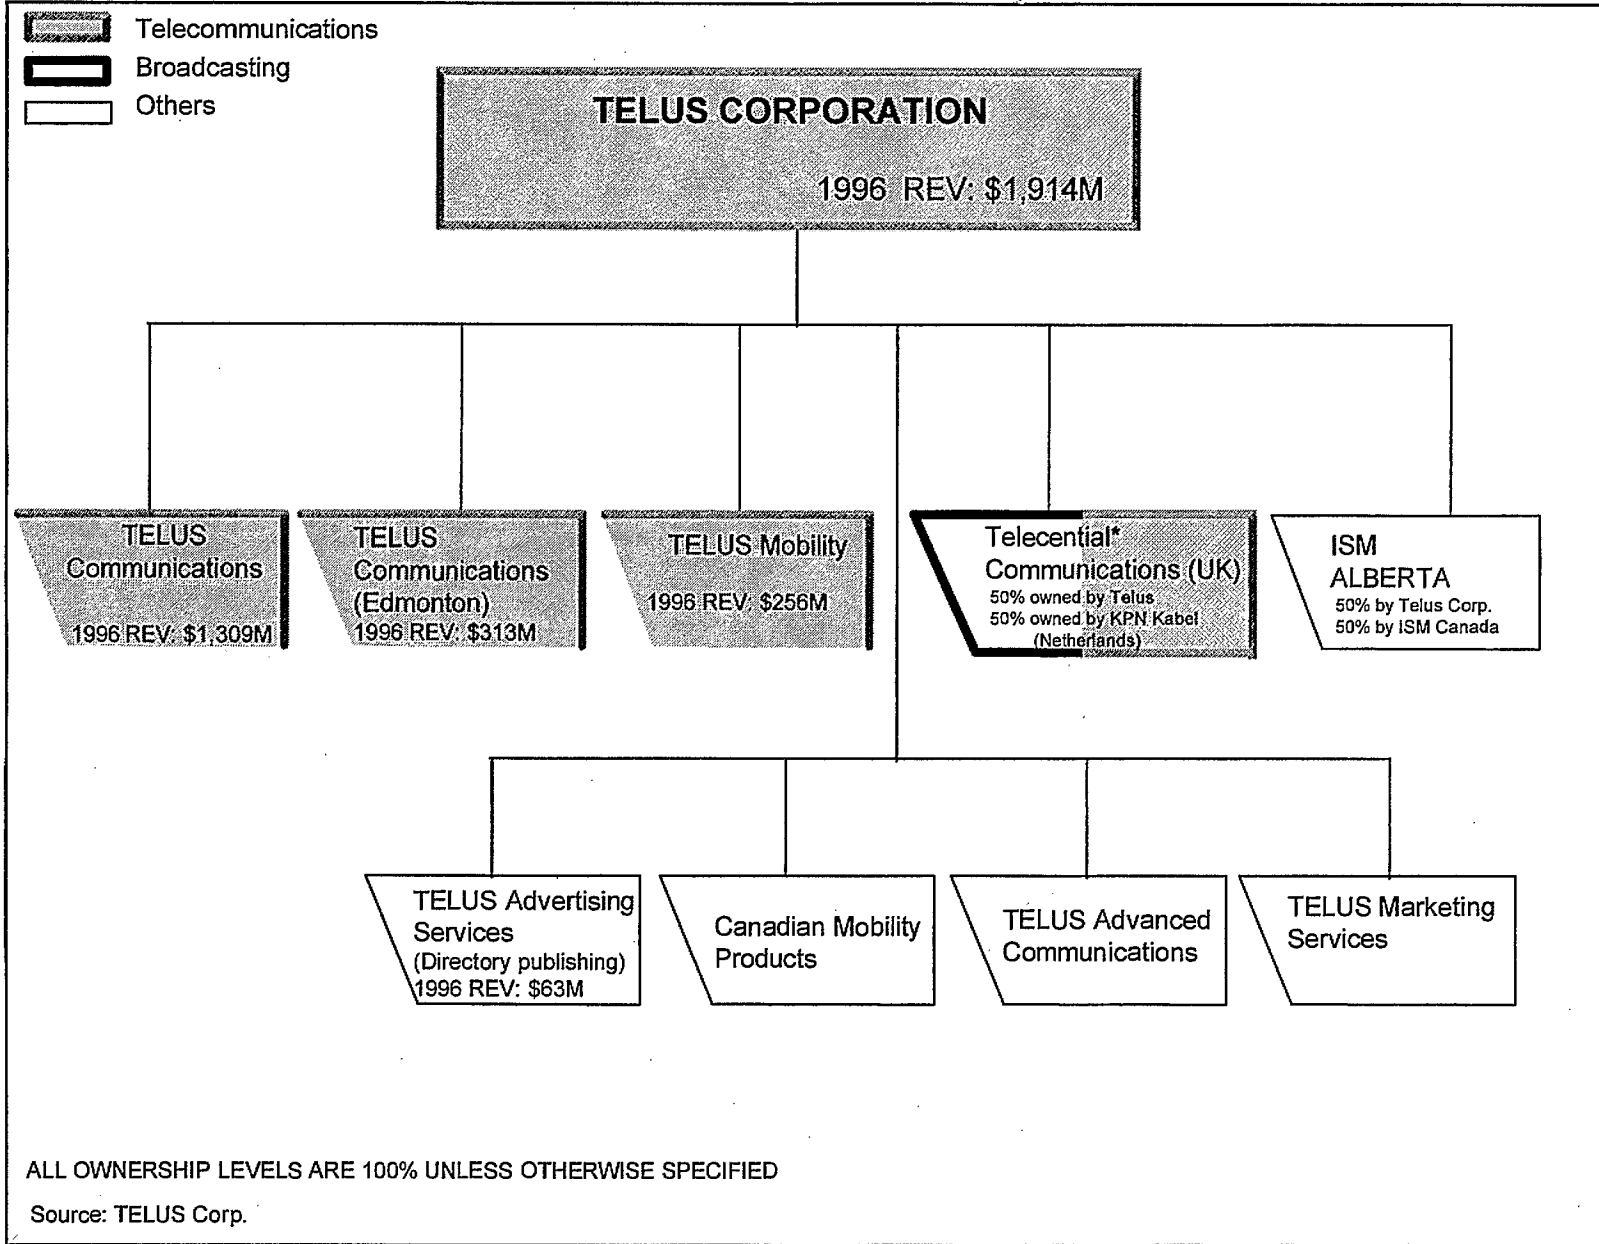 Telecommunications
Broadcasting
Others
TELUS CORPORATION
1996 REV: $1,914M
TELUS
Communications
1996 REV: $1,309M
TELUS
Communications
(Edmonton)
1996 REV: $313M
TELUS Mobility
1996 REV: $256M
Telecential*
Communications (UK)
50% owned by Telus
50% owned by KPN Kabel
(Netherlands)
ISM
ALBERTA
50% by Telus Corp.
50% by ISM Canada
TELUS Advertising
Services
(Directory publishing)
1996 REV: $63M
Canadian Mobility
Products
TELUS Advanced
Communications
TELUS Marketing
Services
ALL OWNERSHIP LEVELS ARE 100% UNLESS OTHERWISE SPECIFIED
Source: TELUS Corp.